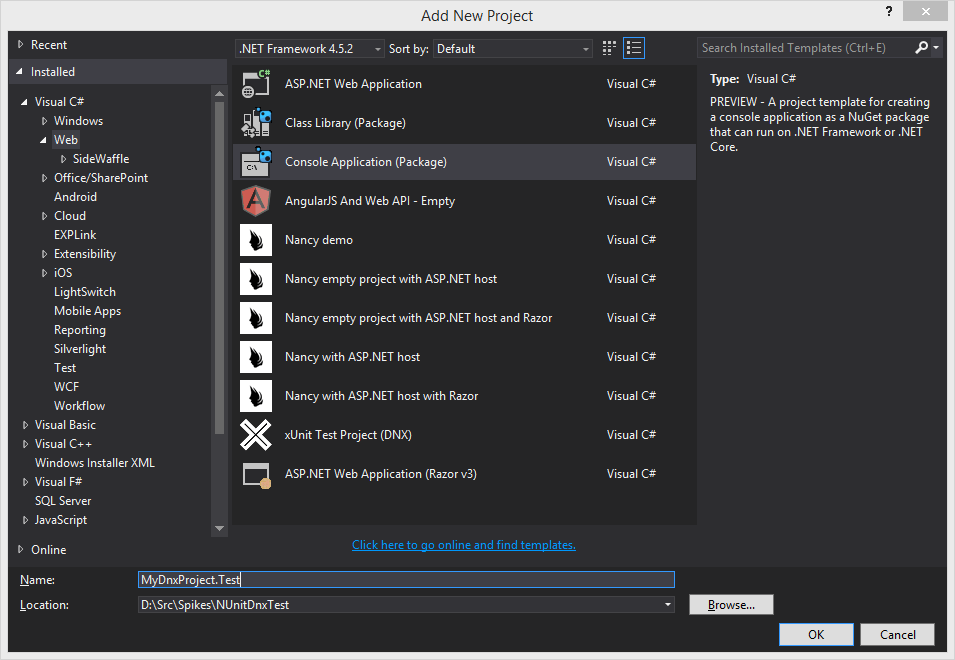 Add New Project
?
Recent
Installed
Visual C#
Windows
Web
SideWaffle
Office/SharePoint
Android
Cloud
EXPLink
Extensibility
iOS
LightSwitch
Mobile Apps
Reporting
Silverlight
Test
WCF
Workflow
Visual Basic
Visual C++
Windows Installer XML
Visual F#
SQL Server
JavaScript
Online
.NET Framework 4.5.2 Sort by: Default
C# ASP.NET Web Application Visual C#
Class Library (Package) Visual C#
C:\ Console Application (Package) Visual C#
A AngularJS And Web API - Empty Visual C#
Nancy demo Visual C#
Nancy empty project with ASP.NET host Visual C#
Nancy empty project with ASP.NET host and Razor Visual C#
Nancy with ASP.NET host Visual C#
Nancy with ASP.NET host with Razor Visual C#
xUnit Test Project (DNX) Visual C#
ASP.NET Web Application (Razor v3) Visual C#
Click here to go online and find templates.
Search Installed Templates (Ctrl+E)
Type: Visual C#
PREVIEW - A project template for creating
a console application as a NuGet package
that can run on .NET Framework or .NET
Core.
Name: MyDnxProject.Test
Location: D:\Src\Spikes\NUnitDnxTest Browse...
OK Cancel